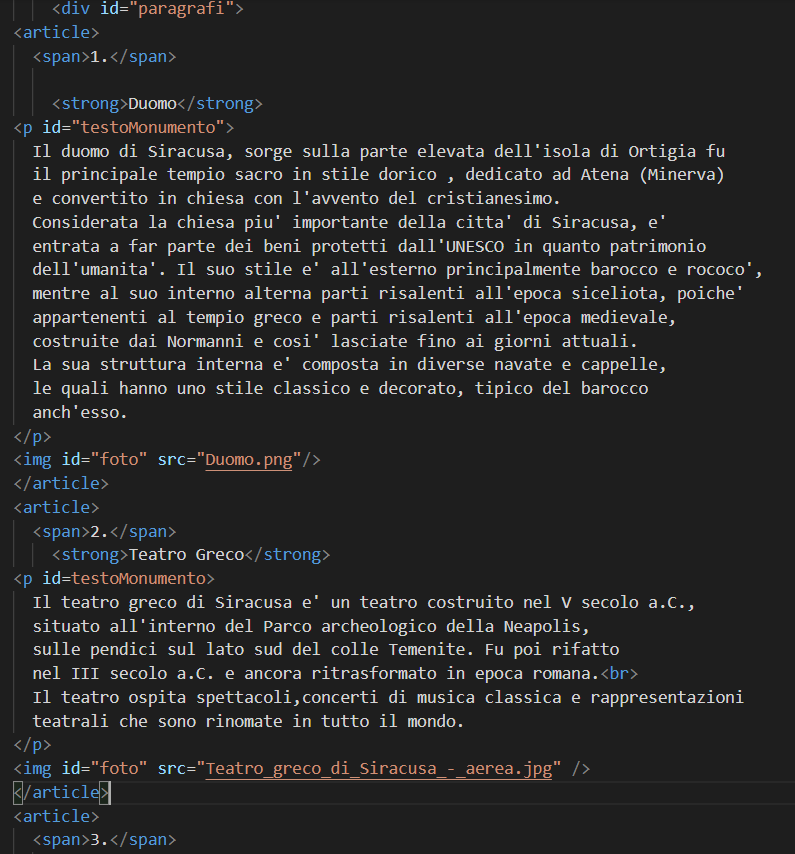 <div id="paragrafi">
<article>
<span>1.</span>
<strong>Duomo</strong>
<p id="testoMonumento">
Il duomo di Siracusa, sorge sulla parte elevata dell'isola di Ortigia fu
il principale tempio sacro in stile dorico , dedicato ad Atena (Minerva)
e convertito in chiesa con l'avvento del cristianesimo.
Considerata la chiesa piu' importante della citta' di Siracusa, e'
entrata a far parte dei beni protetti dall'UNESCO in quanto patrimonio
dell'umanita'. Il suo stile e' all'esterno principalmente barocco e rococo',
mentre al suo interno alterna parti risalenti all'epoca siceliota, poiche'
appartenenti al tempio greco e parti risalenti all'epoca medievale,
costruite dai Normanni e cosi' lasciate fino ai giorni attuali.
La sua struttura interna e' composta in diverse navate e cappelle,
le quali hanno uno stile classico e decorato, tipico del barocco
anch'esso.
</p>
<img id="foto" src="Duomo.png"/>
</article>
<article>
<span>2.</span>
<strong>Teatro Greco</strong>
<p id=testoMonumento>
Il teatro greco di Siracusa e' un teatro costruito nel V secolo a.C.,
situato all'interno del Parco archeologico della Neapolis,
sulle pendici sul lato sud del colle Temenite. Fu poi rifatto
nel III secolo a.C. e ancora ritrasformato in epoca romana.<br>
Il teatro ospita spettacoli,concerti di musica classica e rappresentazioni
teatrali che sono rinomate in tutto il mondo.
</p>
<img id="foto" src="Teatro_greco_di_Siracusa_-_aerea.jpg" />
</article>
<article>
<span>3.</span>